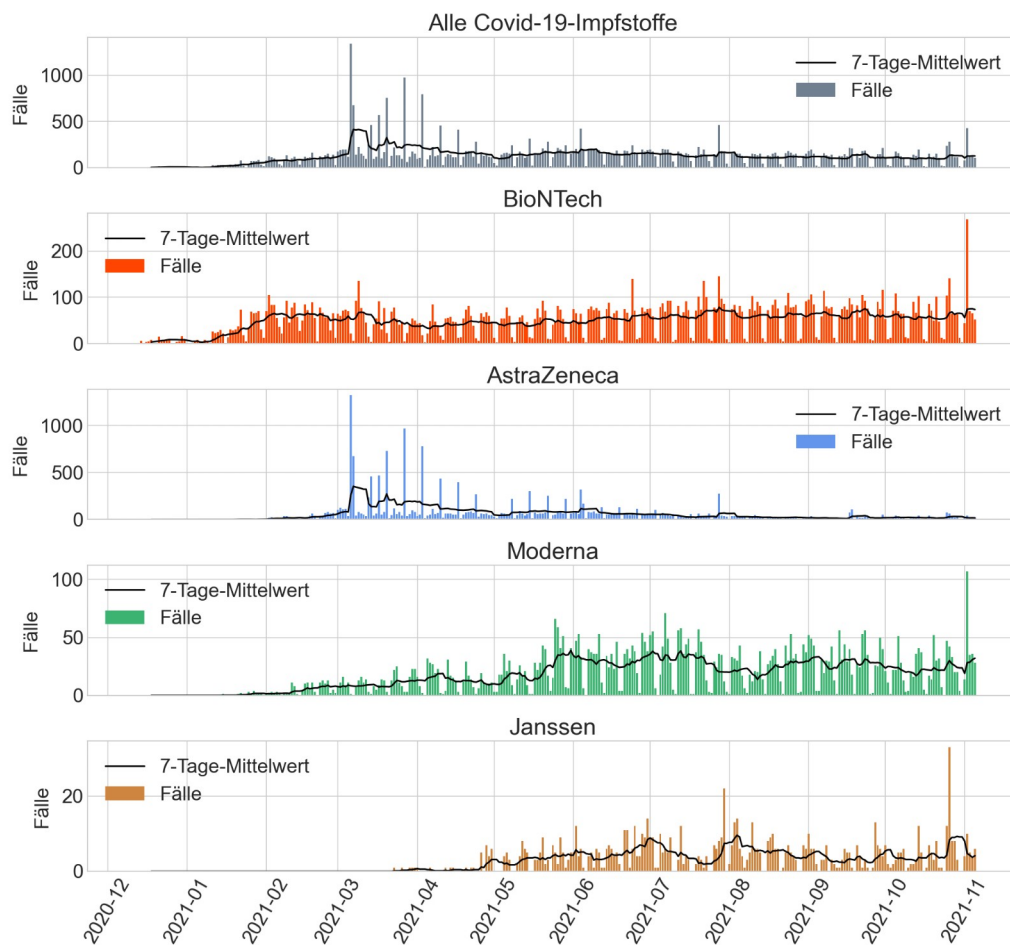 Alle Covid-19-Impfstoffe
Fälle
1000
500
0
7-Tage-Mittelwert
Fälle
BioNTech
Fälle
200
100
0
7-Tage-Mittelwert
Fälle
AstraZeneca
Fälle
1000
500
0
7-Tage-Mittelwert
Fälle
Moderna
Fälle
100
50
0
7-Tage-Mittelwert
Fälle
Janssen
Fälle
20
0
7-Tage-Mittelwert
Fälle
2020-12
2021-01
2021-02
2021-03
2021-04
2021-05
2021-06
2021-07
2021-08
2021-09
2021-10
2021-11